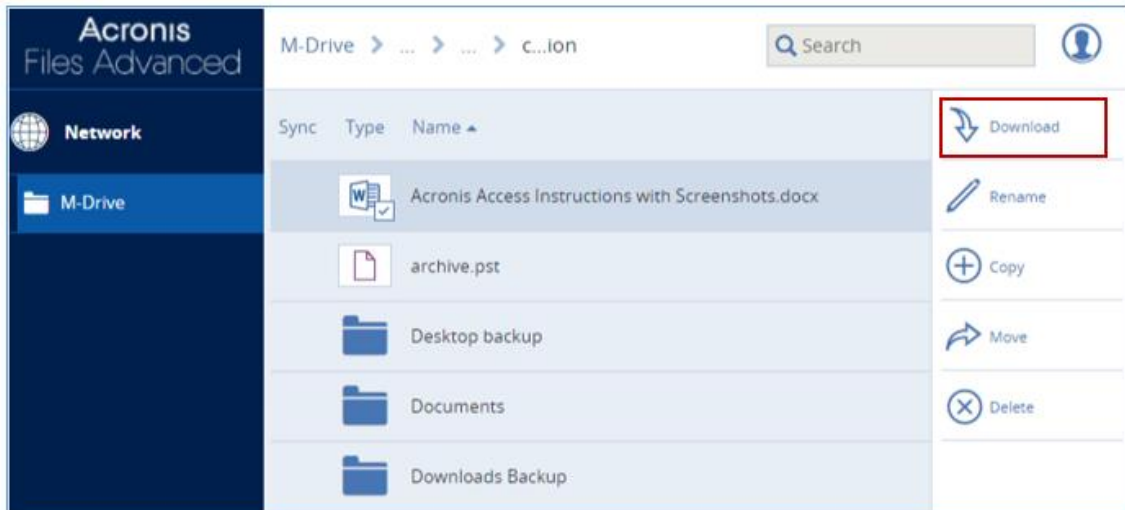 Acronis
Files Advanced
M-Drive > ... > ... > c...ion
Search
Network
M-Drive
Sync Type Name
W
Acronis Access Instructions with Screenshots.docx
archive.pst
Desktop backup
Documents
Downloads Backup
Download
Rename
Copy
Move
Delete